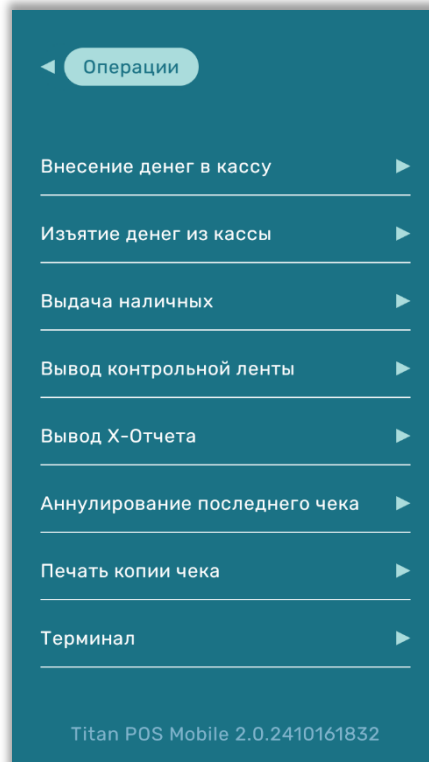 Операции
Внесение денег в кассу
Изъятие денег из кассы
Выдача наличных
Вывод контрольной ленты
Вывод X-Отчета
Аннулирование последнего чека
Печать копии чека
Терминал
Titan POS Mobile 2.0.2410161832